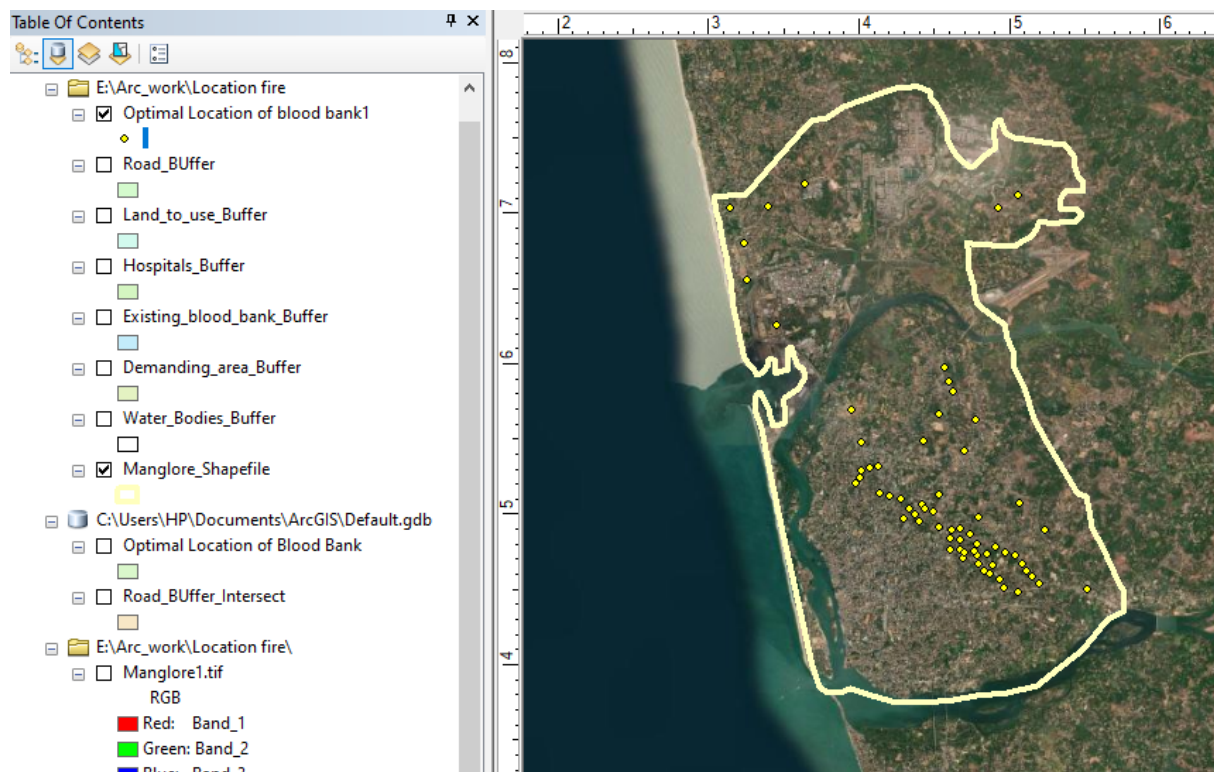 Table Of Contents
E:\Arc_work\Location fire
Optimal Location of blood bank1
Road_BUffer
Land_to_use_Buffer
Hospitals_Buffer
Existing_blood_bank_Buffer
Demanding_area_Buffer
Water_Bodies_Buffer
Manglore_Shapefile
C:\Users\HP\Documents\ArcGIS\Default.gdb
Optimal Location of Blood Bank
Road_BUffer_Intersect
E:\Arc_work\Location fire\
Manglore1.tif
RGB
Red: Band_1
Green: Band_2
Blue: Band_3
2 3 4 5 6
8
7
6
5
4